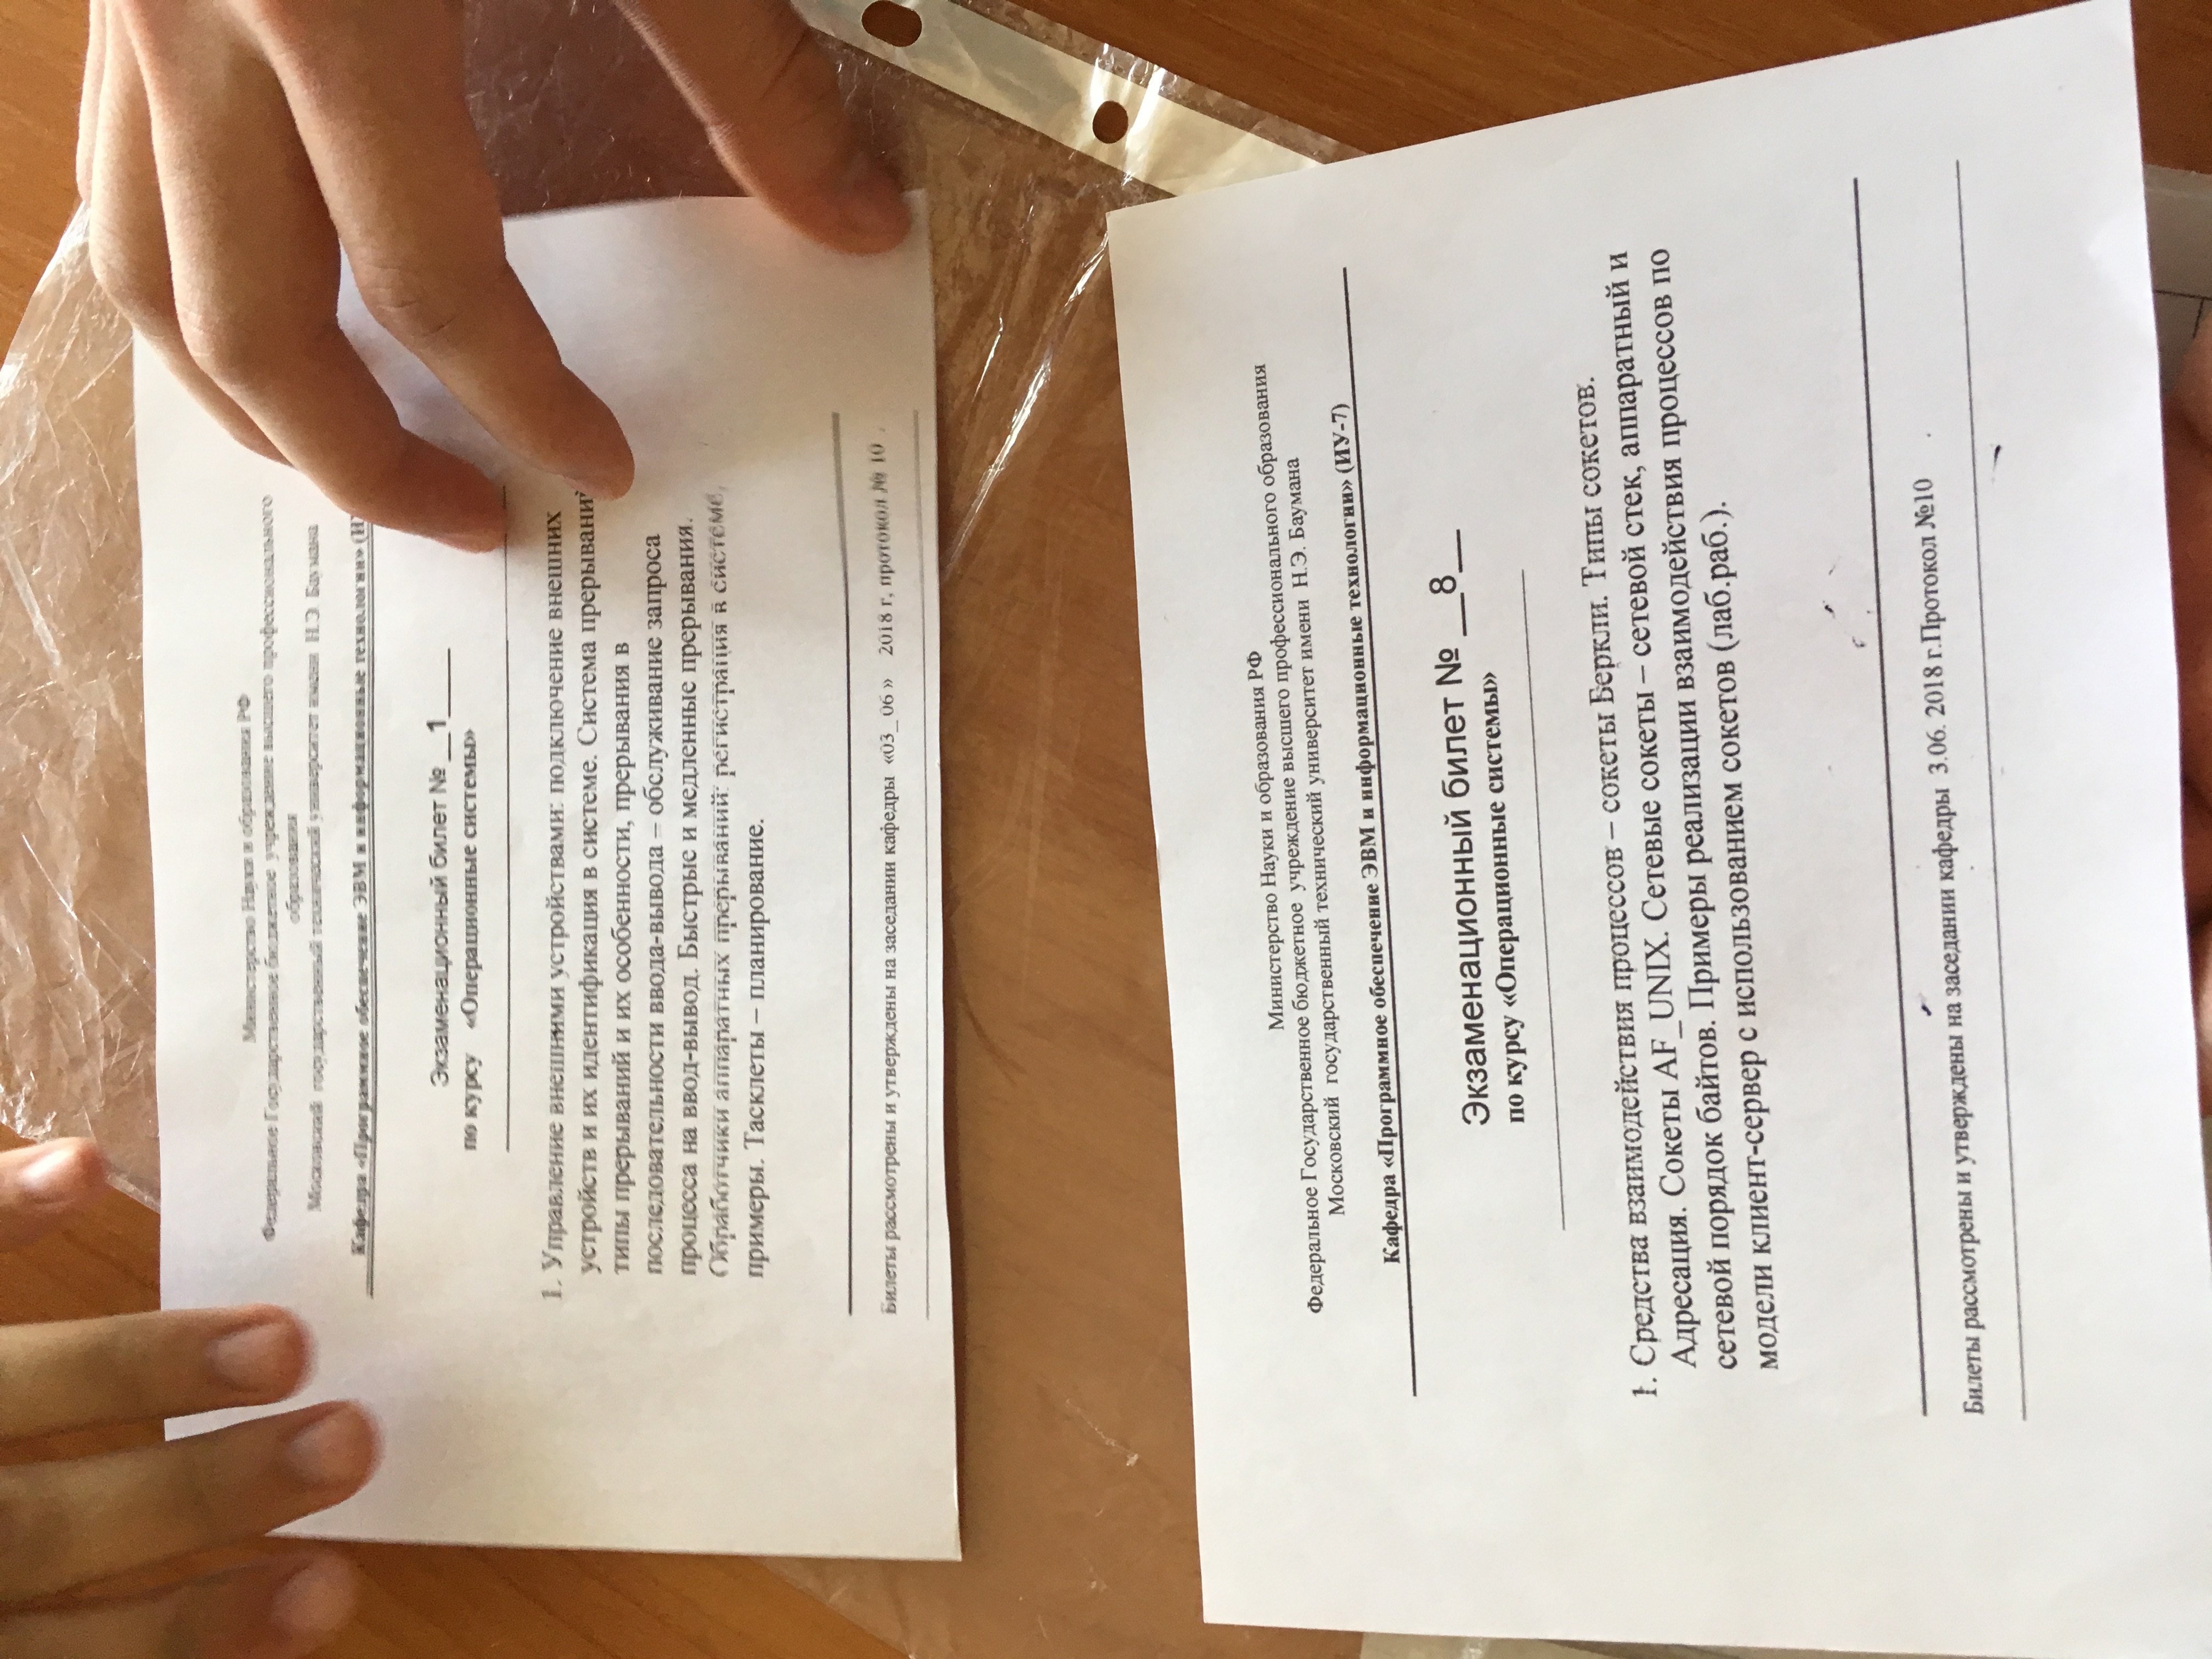 Министерство Науки и образования РФ
Федеральное Государственное бюджетное учреждение высшего профессионального
образования
Московский государственный технический университет имени Н.Э. Баумана
Кафедра «Программное обеспечение ЭВМ и информационные технологии»
Экзаменационный билет № __1____
по курсу «Операционные системы»
1. Управление внешними устройствами: подключение внешних
устройств и их идентификация в системе. Система
типы прерываний и их особенности, прерывания в
последовательности ввода-вывода – обслуживание запроса
процесса на ввод-вывод. Быстрые и медленные прерывания.
Обработчики аппаратных прерываний: регистрация в системе,
примеры. Тасклеты – планирование.
Билеты рассмотрены и утверждены на заседании кафедры «03_ 06 » 2018 г, протокол № 10 .
Министерство Науки и образования РФ
Федеральное Государственное бюджетное учреждение высшего профессионального образования
Московский государственный технический университет имени Н.Э. Баумана
Кафедра «Программное обеспечение ЭВМ и информационные технологии» (ИУ-7)
Экзаменационный билет № __8__
по курсу «Операционные системы»
1. Средства взаимодействия процессов – сокеты Беркли. Типы сокетов.
Адресация. Сокеты AF_UNIX. Сетевые сокеты – сетевой стек, аппаратный и
сетевой порядок байтов. Примеры реализации взаимодействия процессов по
модели клиент-сервер с использованием сокетов (лаб.раб.).
Билеты рассмотрены и утверждены на заседании кафедры 3.06. 2018 г.Протокол №10